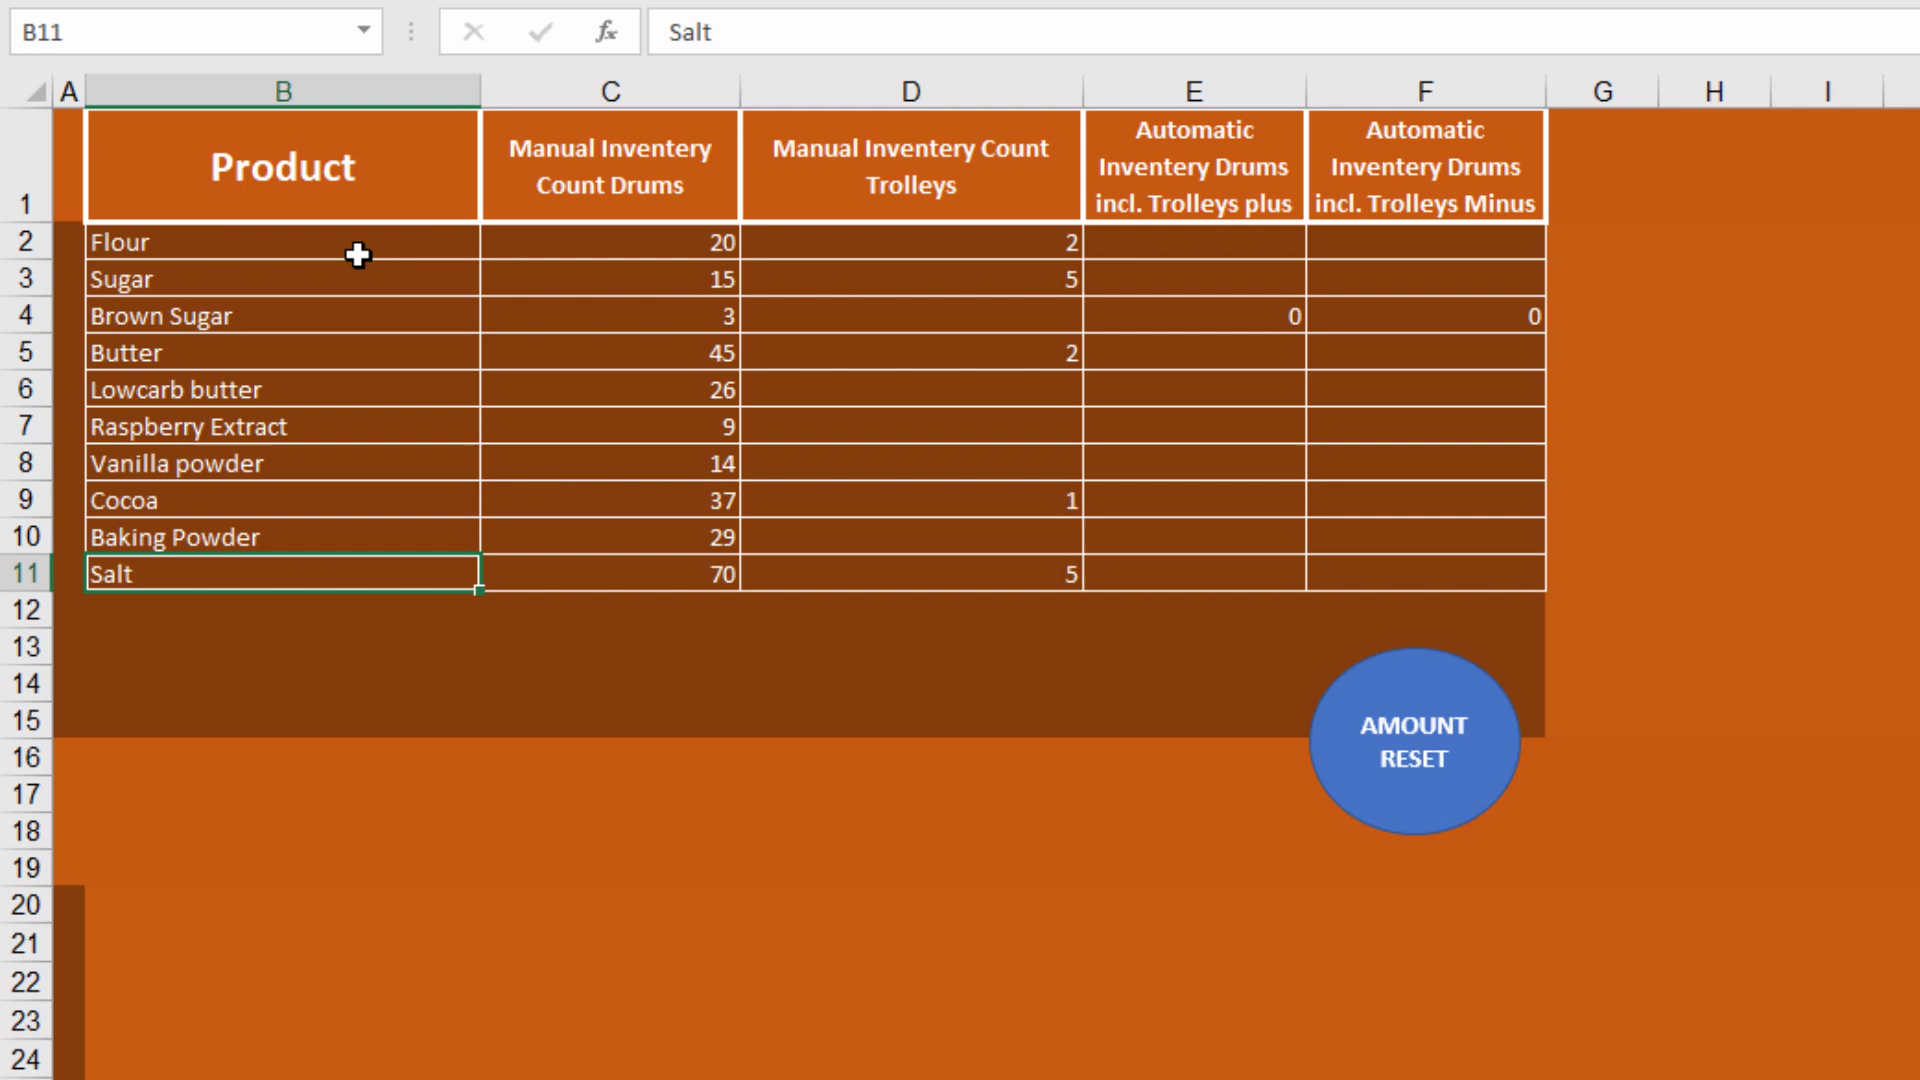 B11 fx Salt
A B C D E F G H I
1 Product Manual Inventery Count Drums Manual Inventery Count Trolleys Automatic Inventery Drums incl. Trolleys plus Automatic Inventery Drums incl. Trolleys Minus
2 Flour 20 2
3 Sugar 15 5
4 Brown Sugar 3 0 0
5 Butter 45 2
6 Lowcarb butter 26
7 Raspberry Extract 9
8 Vanilla powder 14
9 Cocoa 37 1
10 Baking Powder 29
11 Salt 70 5
12
13
14
15
AMOUNT
RESET
16
17
18
19
20
21
22
23
24